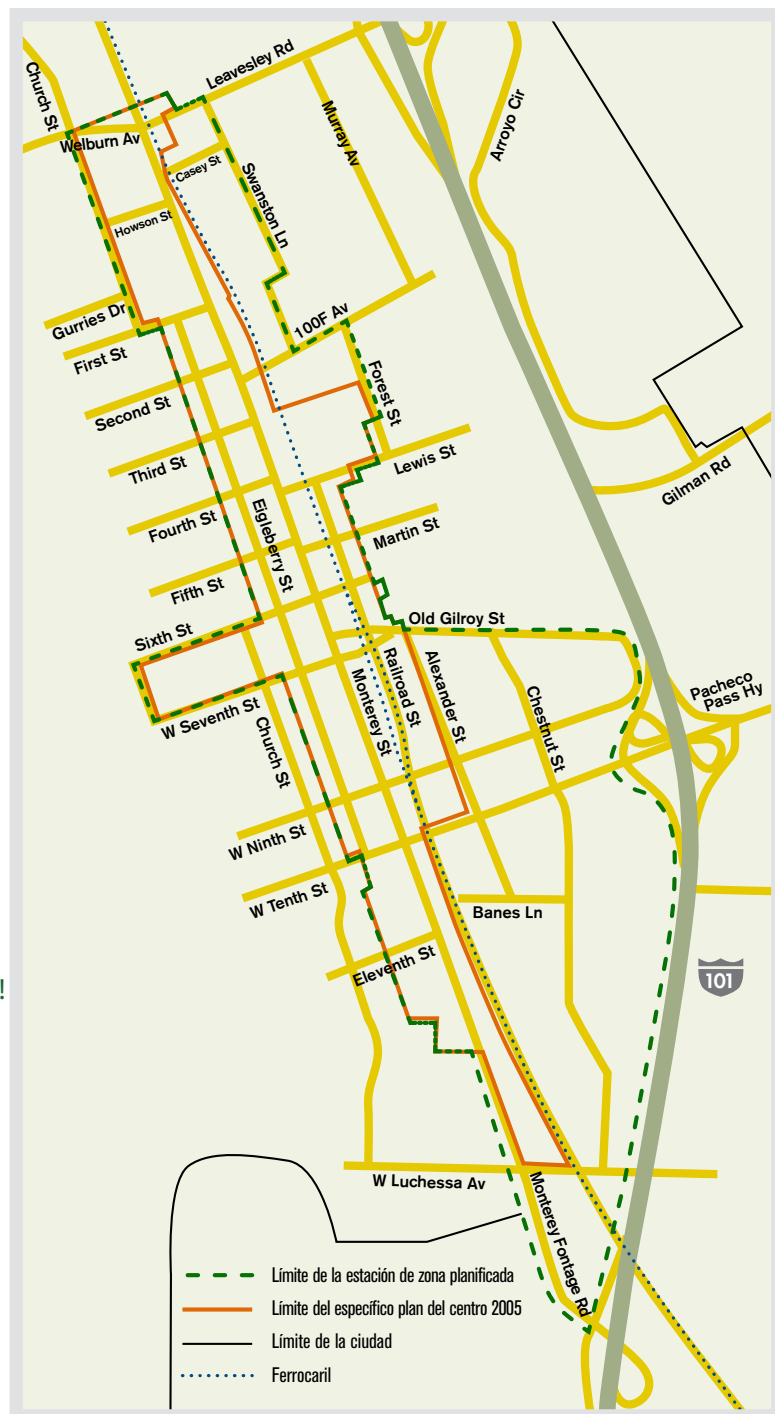 Church St
Leavesley Rd
Arroyo Cir
Welburn Av
Murray Av
Casey St
Swanston Ln
Howson St
Gurries Dr
100F Av
First St
Forest St
Second St
Third St
Lewis St
Gilman Rd
Fourth St
Eigleberry St
Martin St
Fifth St
Sixth St
Old Gilroy St
Pacheco
Pass Hy
Railroad St
Alexander St
Monterey St
Chestnut St
W Seventh St
Church St
W Ninth St
W Tenth St
Banes Ln
Eleventh St
101
!
W Luchessa Av
Monterey Fontage Rd
Límite de la estación de zona planificada
Límite del específico plan del centro 2005
Límite de la ciudad
Ferrocaril